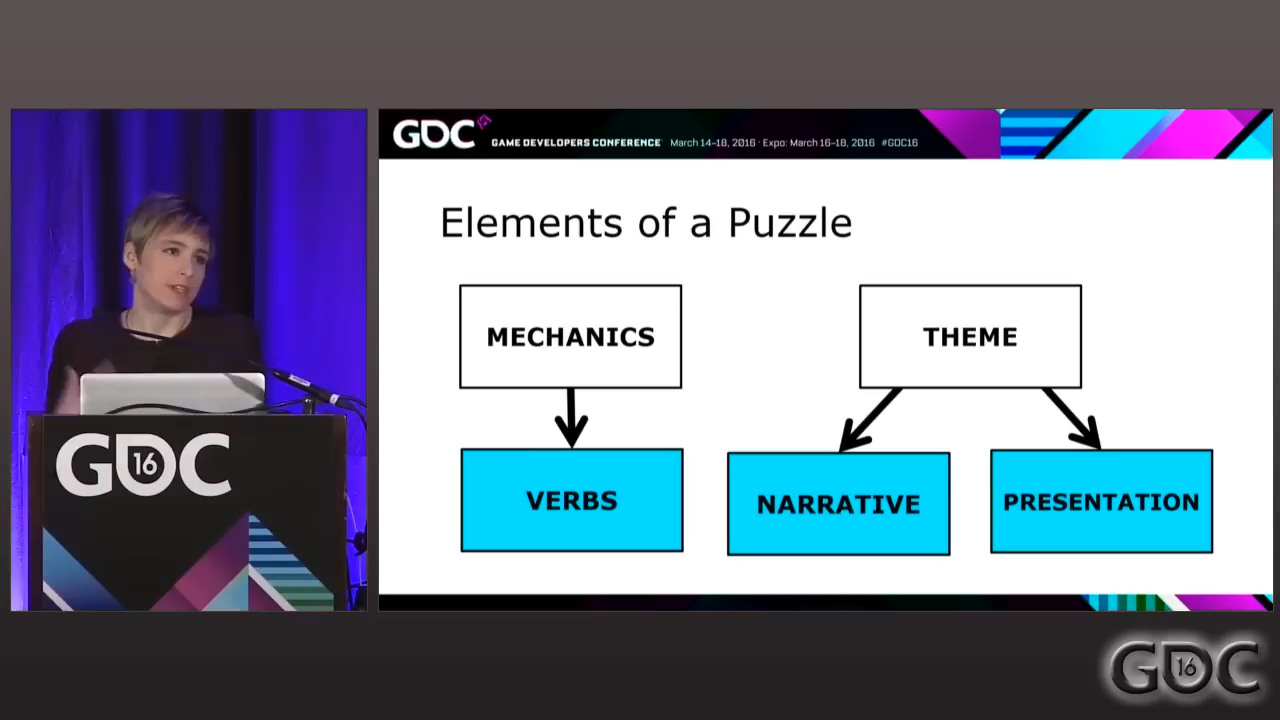 GDC
GAME DEVELOPERS CONFERENCE March 14–18, 2016 · Expo: March 16–18, 2016 #GDC16
Elements of a Puzzle
MECHANICS
THEME
VERBS
NARRATIVE
PRESENTATION
GDC
16
GDC
16